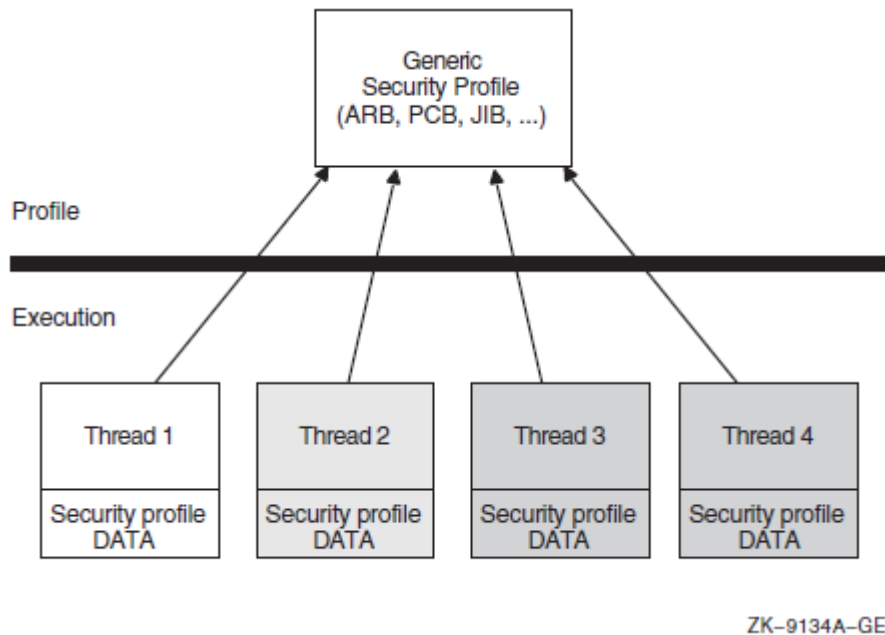 Generic
Security Profile
(ARB, PCB, JIB, ...)
Profile
Execution
Thread 1
Thread 2
Thread 3
Thread 4
Security profile
DATA
Security profile
DATA
Security profile
DATA
Security profile
DATA
ZK–9134A–GE